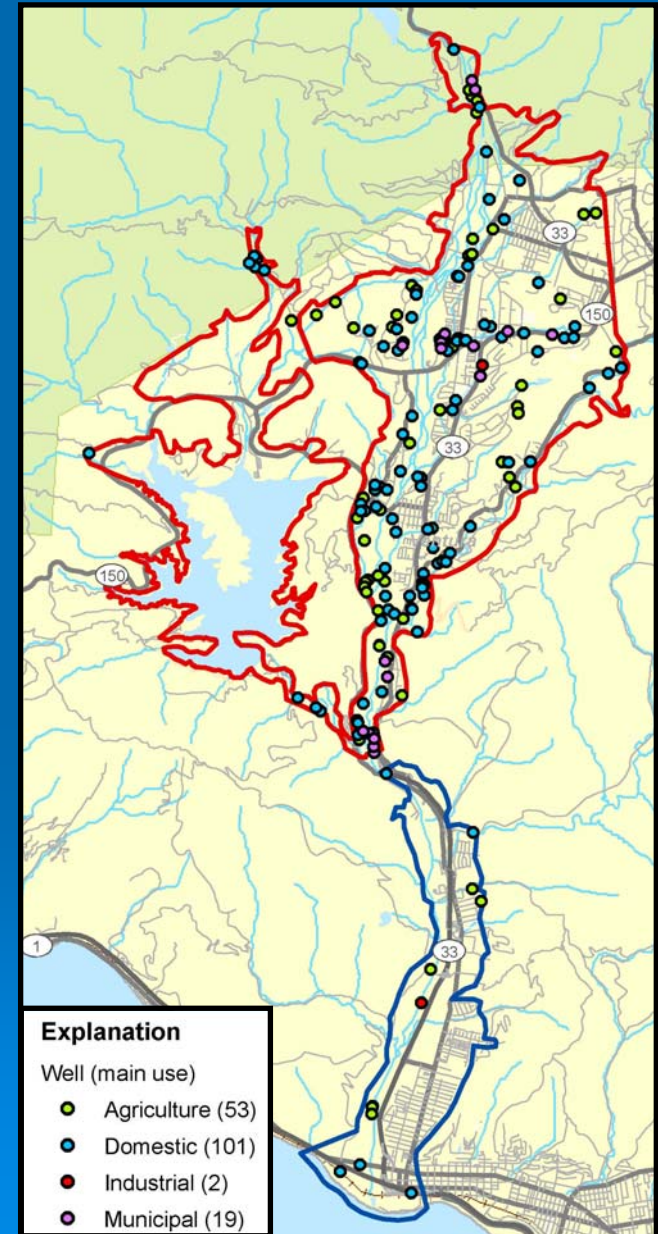 33
150
33
150
33
1
Explanation
Well (main use)
Agriculture (53)
Domestic (101)
Industrial (2)
Municipal (19)